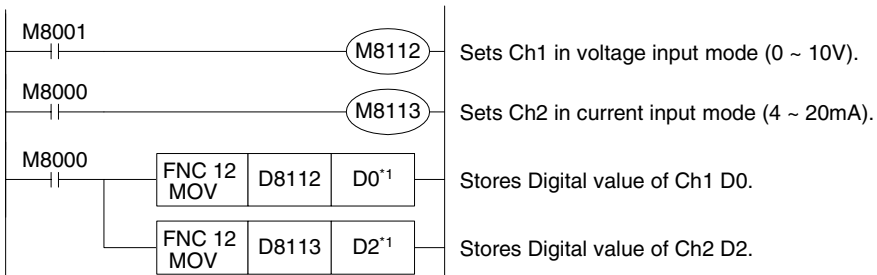 M8001
M8112
Sets Ch1 in voltage input mode (0 ~ 10V).
M8000
M8113
Sets Ch2 in current input mode (4 ~ 20mA).
M8000
FNC 12
MOV
D8112
D0*1
Stores Digital value of Ch1 D0.
FNC 12
MOV
D8113
D2*1
Stores Digital value of Ch2 D2.